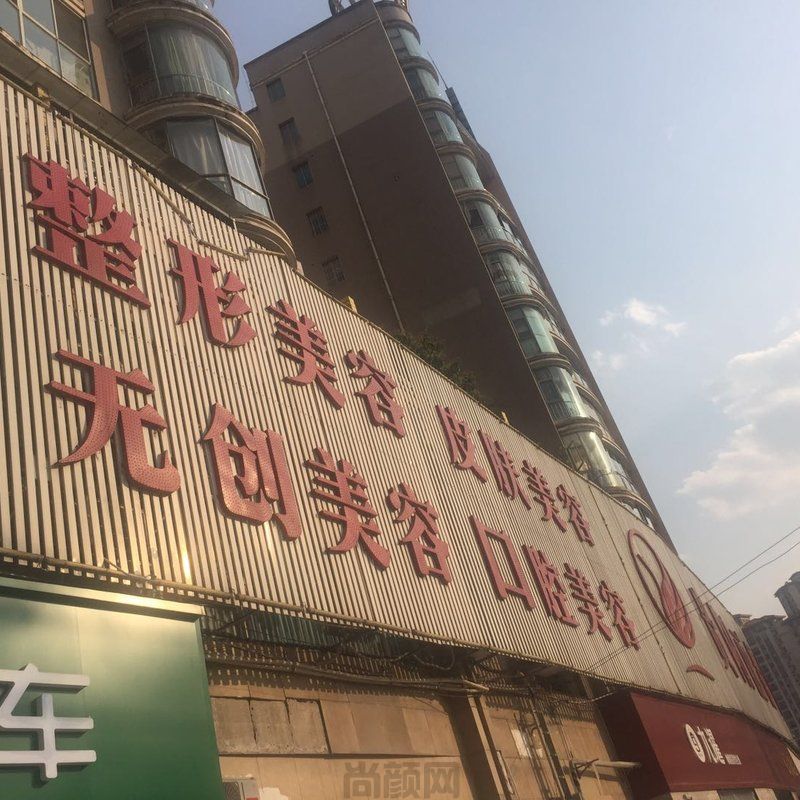 整形美容 皮肤美容
无创美容 口腔美容
车
尚颜网